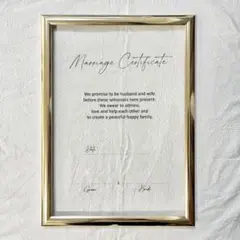 Marriage Certificate
We promise to be husband and wife
before these witnesses here present.
We swear to address,
love and help each other and
to create a peaceful happy family.
Date
&
Groom
Bride